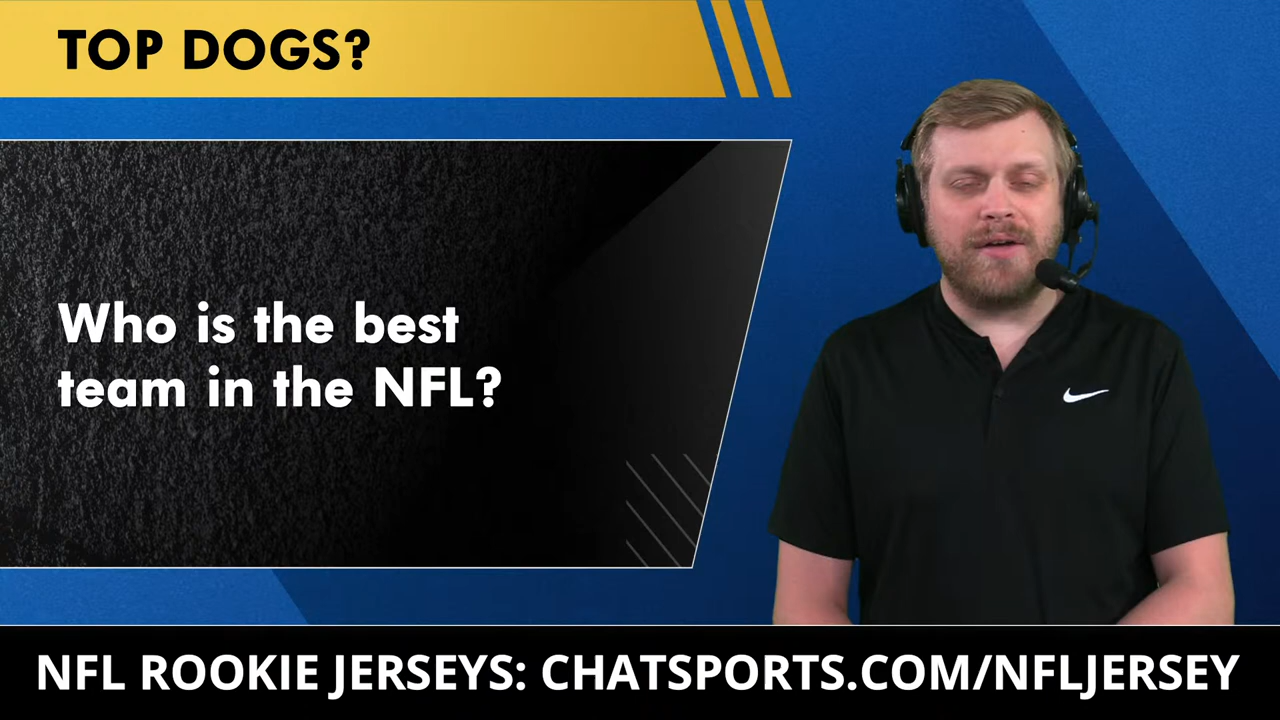 TOP DOGS?
Who is the best
team in the NFL?
NFL ROOKIE JERSEYS: CHATSPORTS.COM/NFLJERSEY